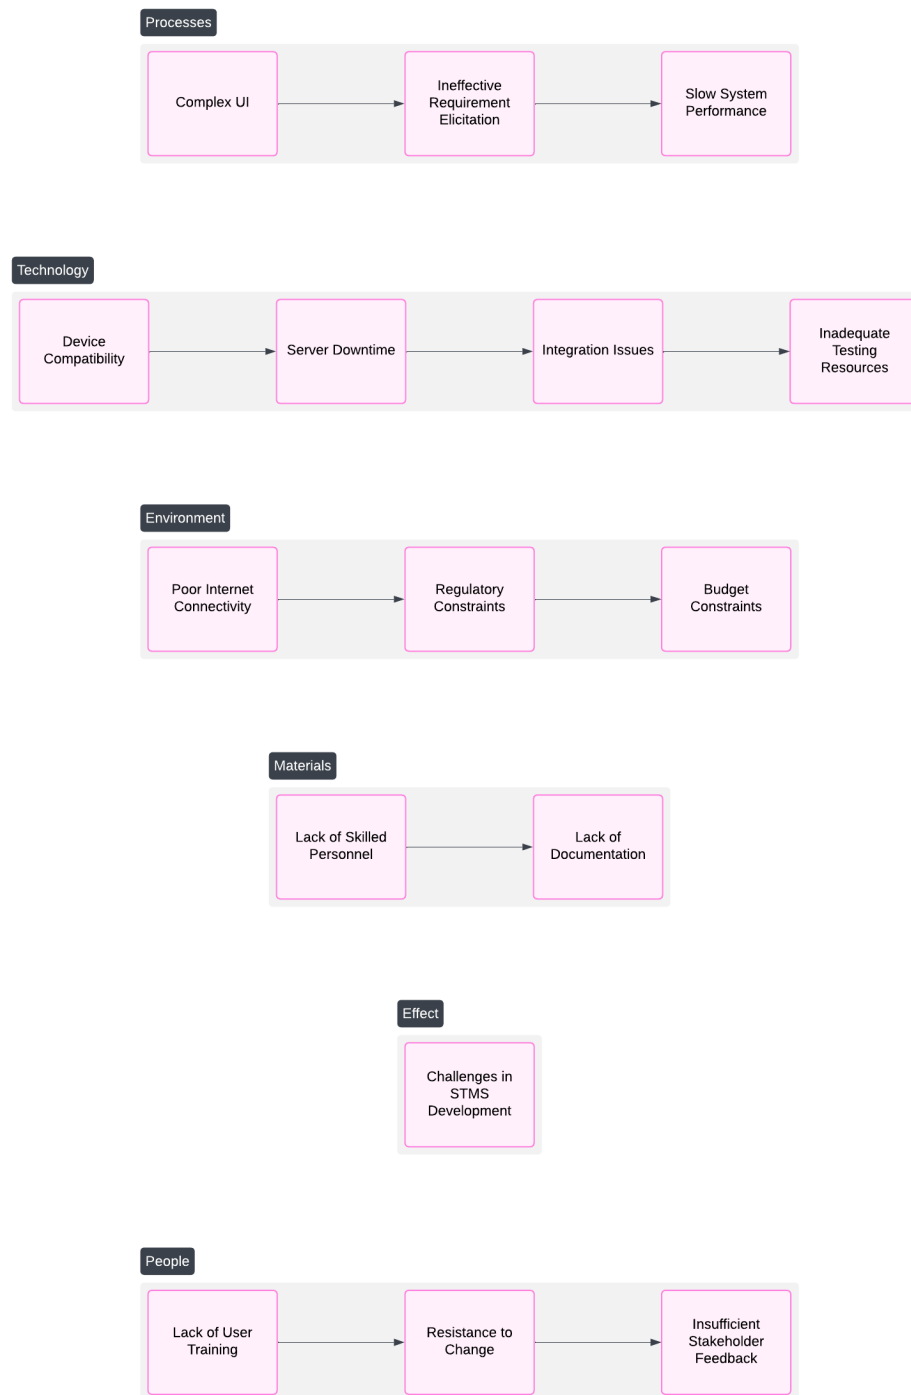 Processes
Complex UI
Ineffective
Requirement
Elicitation
Slow System
Performance
Technology
Device
Compatibility
Server Downtime
Integration Issues
Inadequate
Testing
Resources
Environment
Poor Internet
Connectivity
Regulatory
Constraints
Budget
Constraints
Materials
Lack of Skilled
Personnel
Lack of
Documentation
Effect
Challenges in
STMS
Development
People
Lack of User
Training
Resistance to
Change
Insufficient
Stakeholder
Feedback